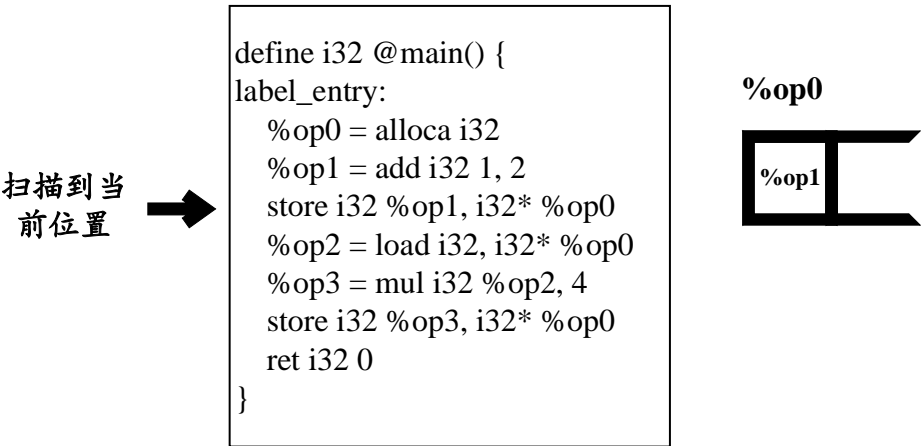 扫描到当
前位置
define i32 @main() {
label_entry:
%op0 = alloca i32
%op1 = add i32 1, 2
store i32 %op1, i32* %op0
%op2 = load i32, i32* %op0
%op3 = mul i32 %op2, 4
store i32 %op3, i32* %op0
ret i32 0
}
%op0
%op1